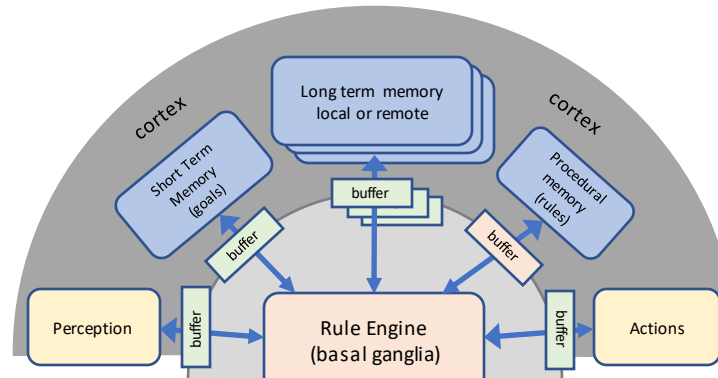 cortex
Long term memory
local or remote
cortex
Short Term
Memory
(goals)
Procedural
memory
(rules)
buffer
buffer
buffer
Perception
buffer
Rule Engine
(basal ganglia)
buffer
Actions